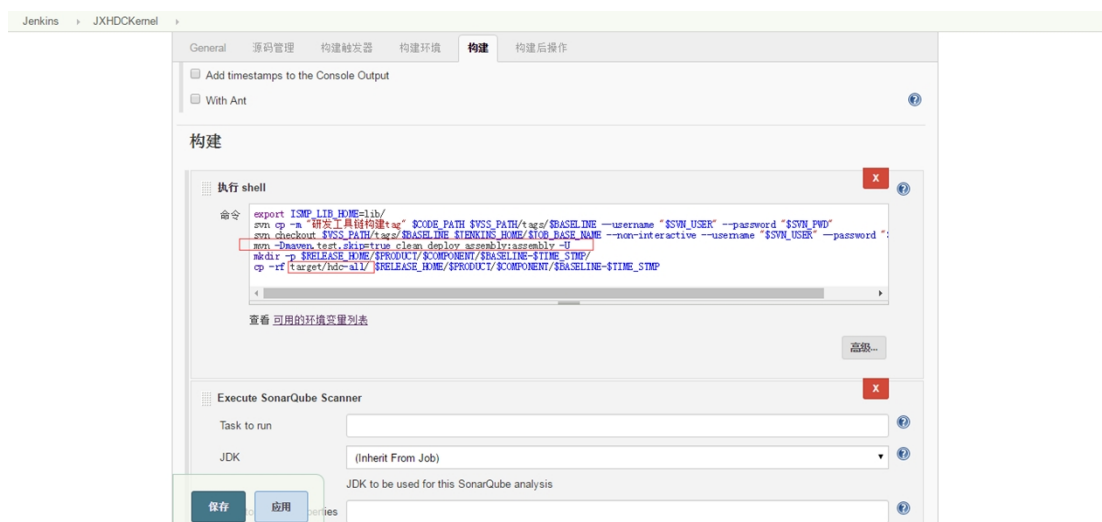 Jenkins › JXHDCKernel ›
General 源码管理 构建触发器 构建环境 构建 构建后操作
Add timestamps to the Console Output
With Ant
构建
X
执行 shell
命令
export ISMP_LIB_HOME=lib/
svn cp -m "研发工具链构建tag" $CODE_PATH $VSS_PATH/tags/$BASELINE --username "$SVN_USER" --password "$SVN_PWD"
svn checkout $VSS_PATH/tags/$BASELINE $JENKINS_HOME/$JOB_BASE_NAME --non-interactive --username "$SVN_USER" --password "
mvn -Dmaven.test.skip=true clean deploy assembly:assembly -U
mkdir -p $RELEASE_HOME/$PRODUCT/$COMPONENT/$BASELINE-$TIME_STMP/
cp -rf target/hdc-all/ $RELEASE_HOME/$PRODUCT/$COMPONENT/$BASELINE-$TIME_STMP
查看 可用的环境变量列表
高级...
X
Execute SonarQube Scanner
Task to run
JDK
(Inherit From Job)
JDK to be used for this SonarQube analysis
保存 应用